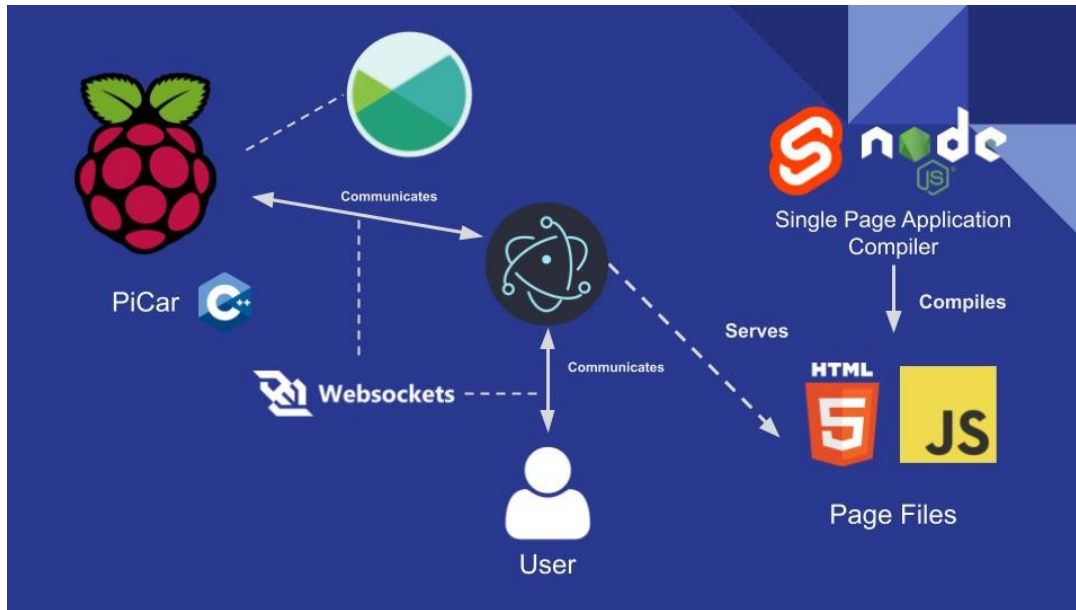 Communicates
PiCar
C++
Websockets
Communicates
User
Serves
node
JS
Single Page Application
Compiler
Compiles
HTML
5
JS
Page Files